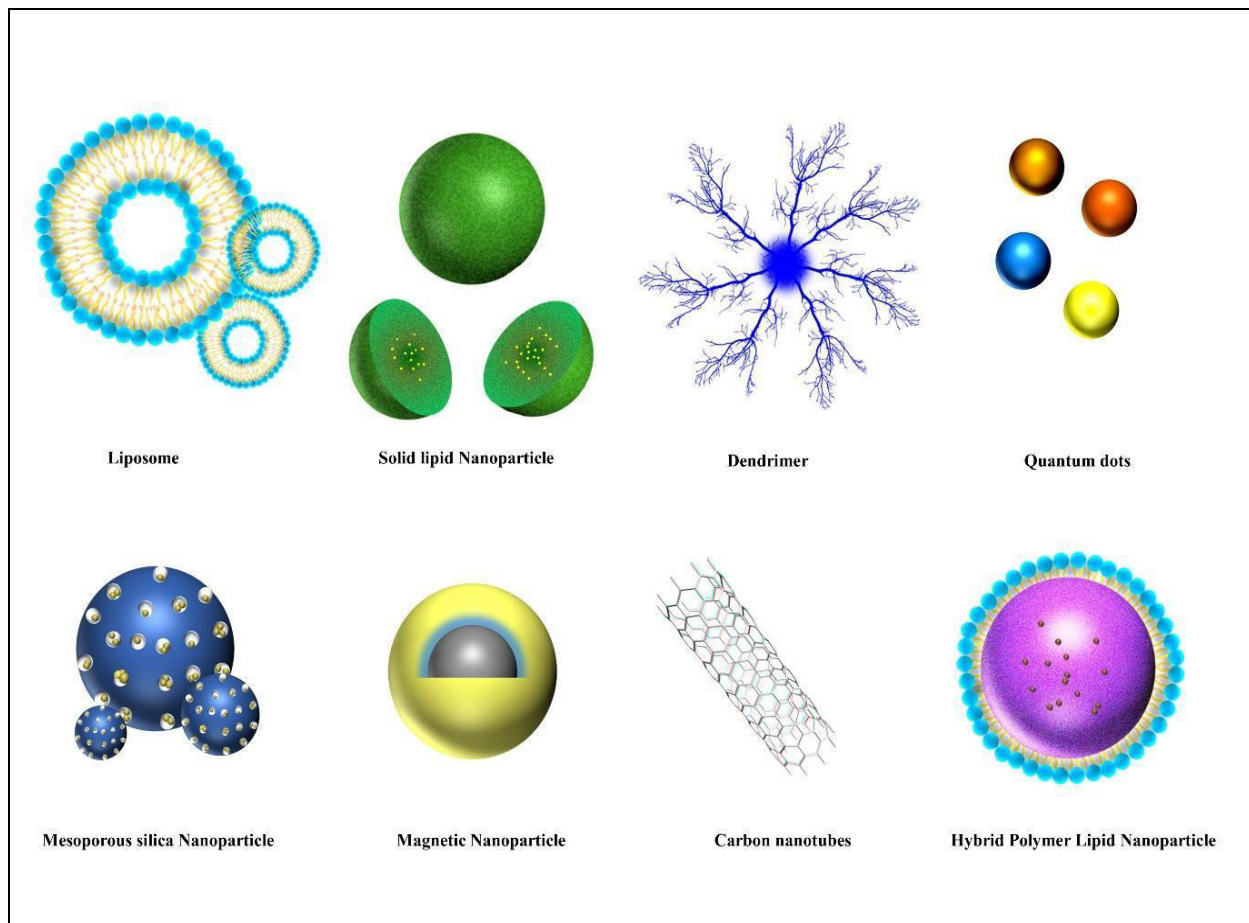 Liposome
Solid lipid Nanoparticle
Dendrimer
Quantum dots
Mesoporous silica Nanoparticle
Magnetic Nanoparticle
Carbon nanotubes
Hybrid Polymer Lipid Nanoparticle